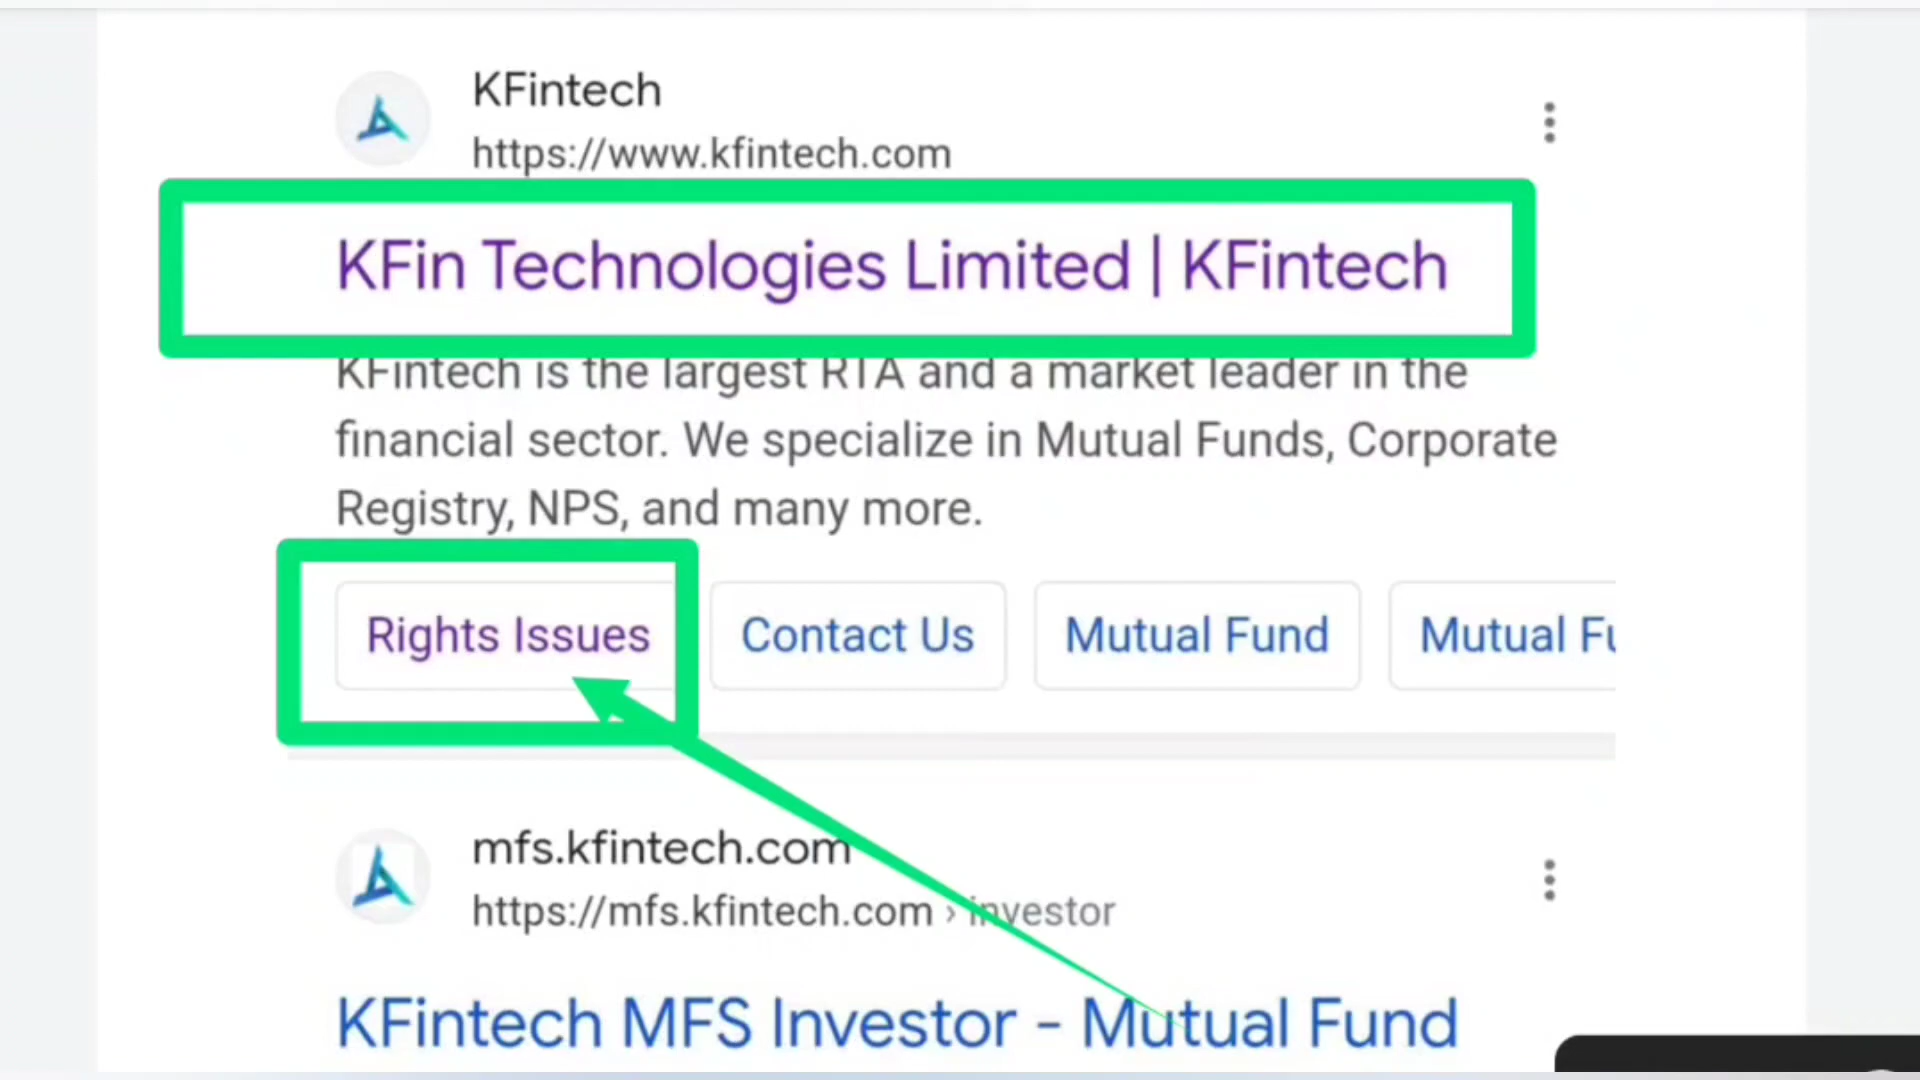 KFintech
https://www.kfintech.com
KFin Technologies Limited | KFintech
KFintech is the largest RTA and a market leader in the
financial sector. We specialize in Mutual Funds, Corporate
Registry, NPS, and many more.
Rights Issues Contact Us Mutual Fund Mutual Fu
mfs.kfintech.com
https://mfs.kfintech.com › investor
KFintech MFS Investor - Mutual Fund